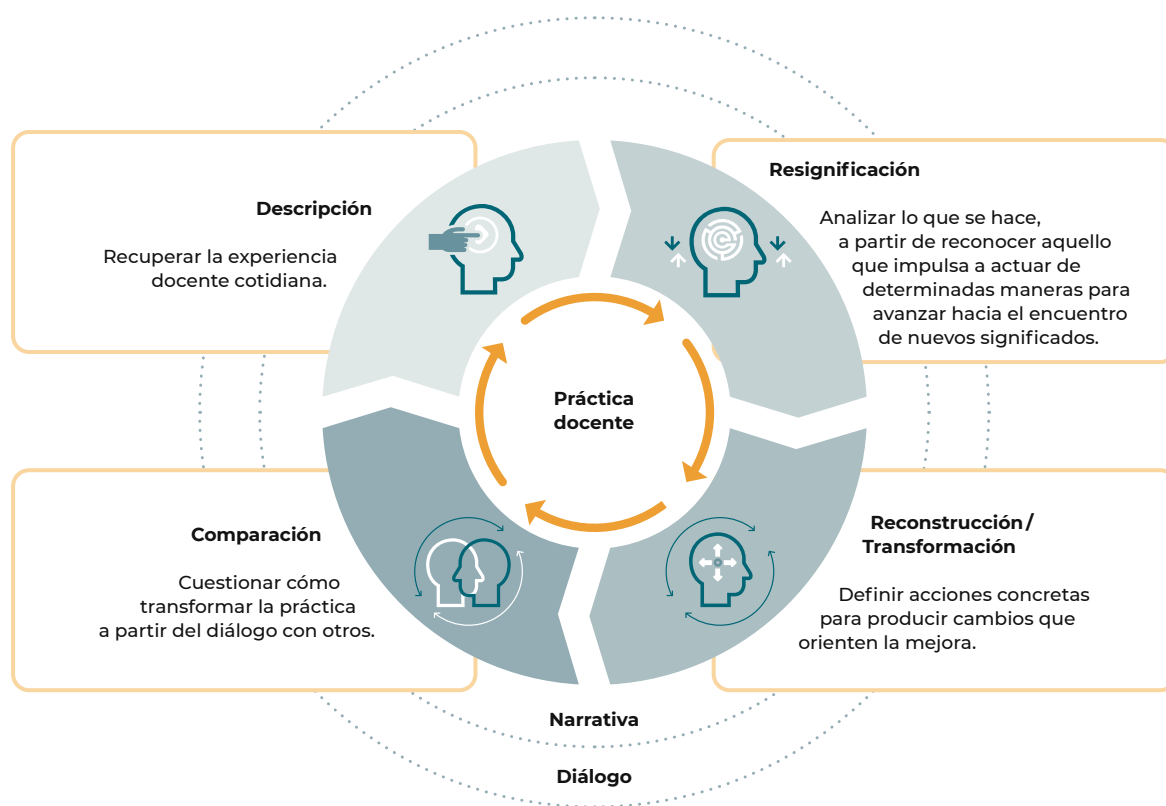 Descripción
Recuperar la experiencia
docente cotidiana.
Resignificación
Analizar lo que se hace,
a partir de reconocer aquello
que impulsa a actuar de
determinadas maneras para
avanzar hacia el encuentro
de nuevos significados.
Práctica
docente
Comparación
Cuestionar cómo
transformar la práctica
a partir del diálogo con otros.
Reconstrucción/
Transformación
Definir acciones concretas
para producir cambios que
orienten la mejora.
Narrativa
Diálogo